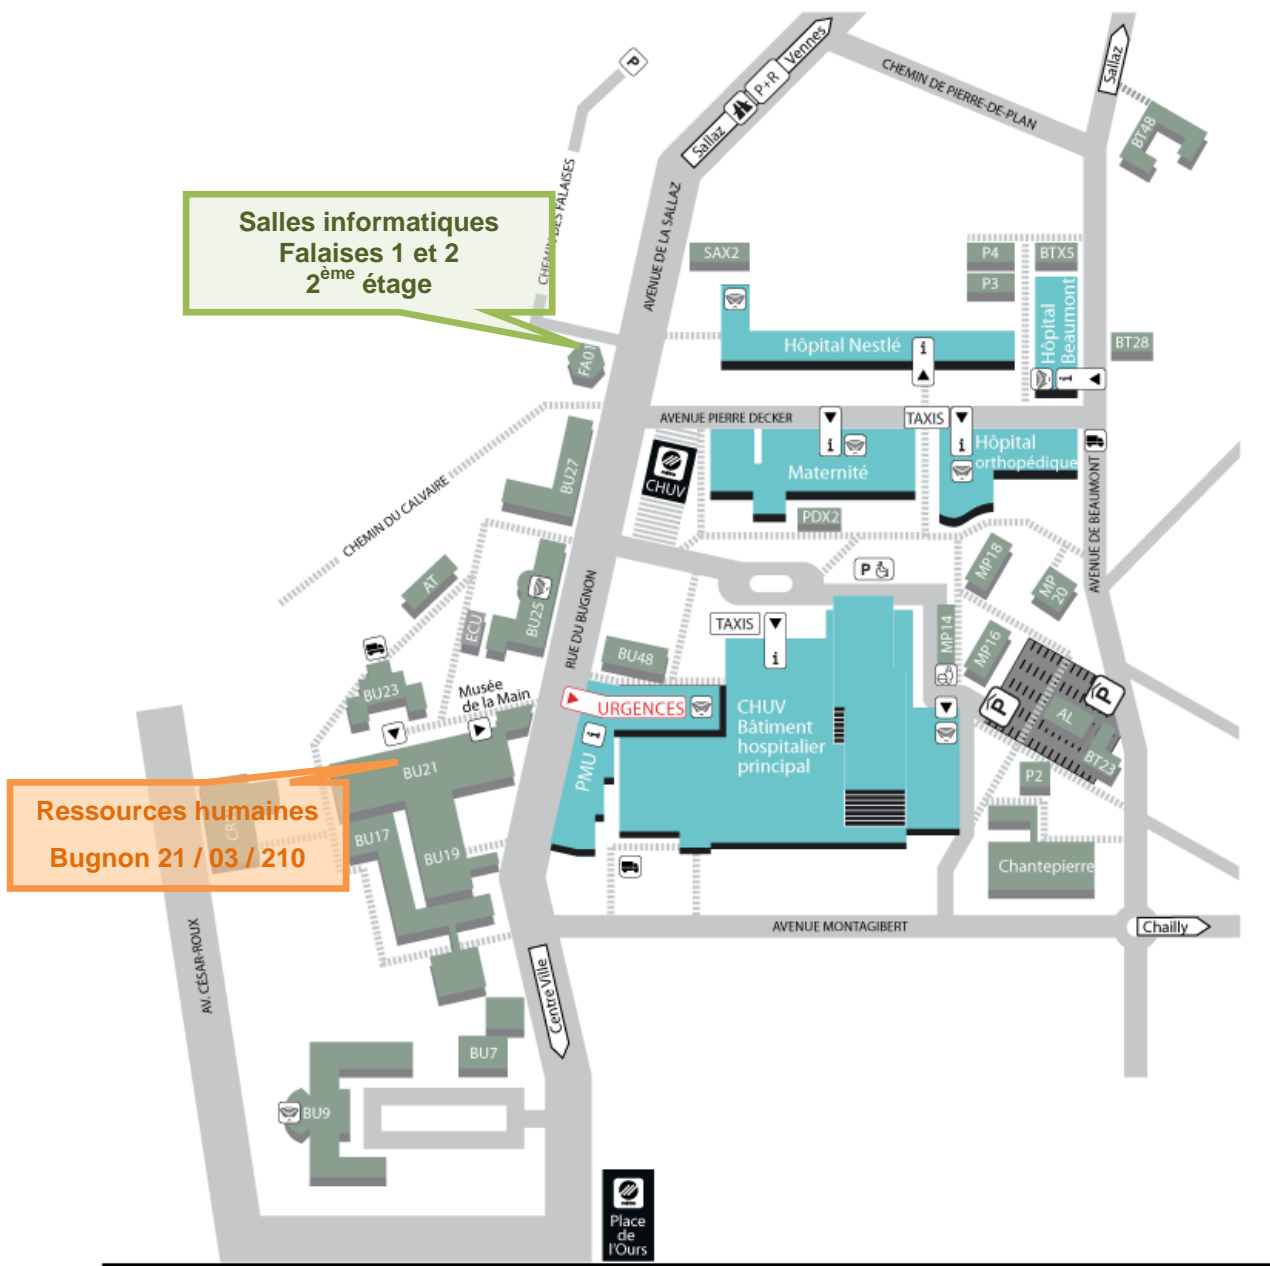 P
Sallaz
P+R
Vennes
CHEMIN DE PIERRE-DE-PLAN
Sallaz
BT48
CHEMIN DES FALAISES
AVENUE DE LA SALLAZ
Salles informatiques
Falaises 1 et 2
2ème étage
SAX2
P4
BTX5
P3
Hôpital
Beaumont
Hôpital Nestlé
i
i
BT28
FA01
AVENUE PIERRE DECKER
TAXIS
i
i
Maternité
Hôpital
orthopédique
CHUV
BU27
CHEMIN DU CALVAIRE
PDX2
AVENUE DE BEAUMONT
MP18
MP
20
P
AT
ECU
BU25
RUE DU BUGNON
BU48
TAXIS
i
MP14
MP16
BU23
Musée
de la Main
URGENCES
i
PMU
CHUV
Bâtiment
hospitalier
principal
P
P
AL
BT23
P2
BU21
Ressources humaines
Bugnon 21 / 03 / 210
BU17
BU19
Chantepierre
AVENUE MONTAGIBERT
Chailly
AV. CÉSAR-ROUX
Centre Ville
BU7
BU9
Place
de
l'Ours